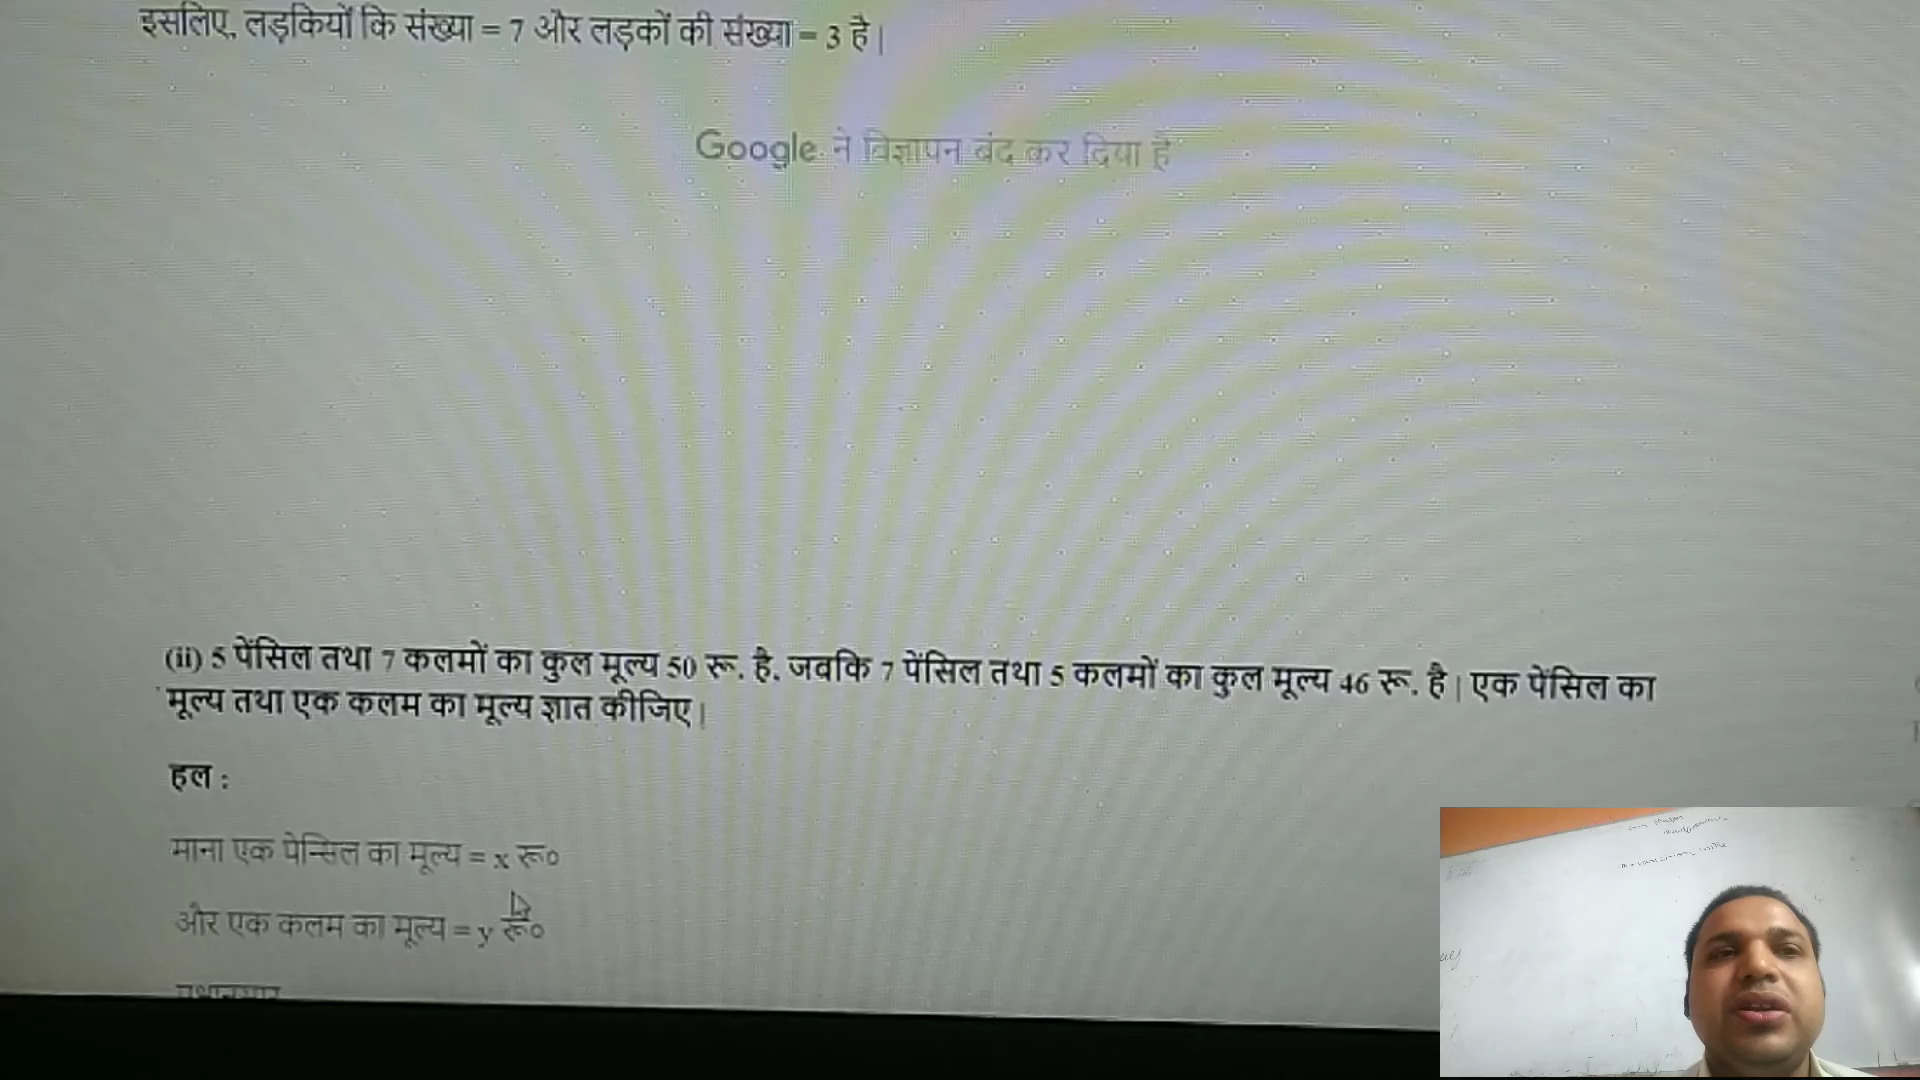 इसलिए, लड़कियों कि संख्या = 7 और लड़कों की संख्या = 3 है |
Google ने विज्ञापन बंद कर दिया है
(ii) 5 पेंसिल तथा 7 कलमों का कुल मूल्य 50 रू. है, जबकि 7 पेंसिल तथा 5 कलमों का कुल मूल्य 46 रू. है | एक पेंसिल का
मूल्य तथा एक कलम का मूल्य ज्ञात कीजिए |
हल :
माना एक पेन्सिल का मूल्य = x रू०
और एक कलम का मूल्य = y रू०